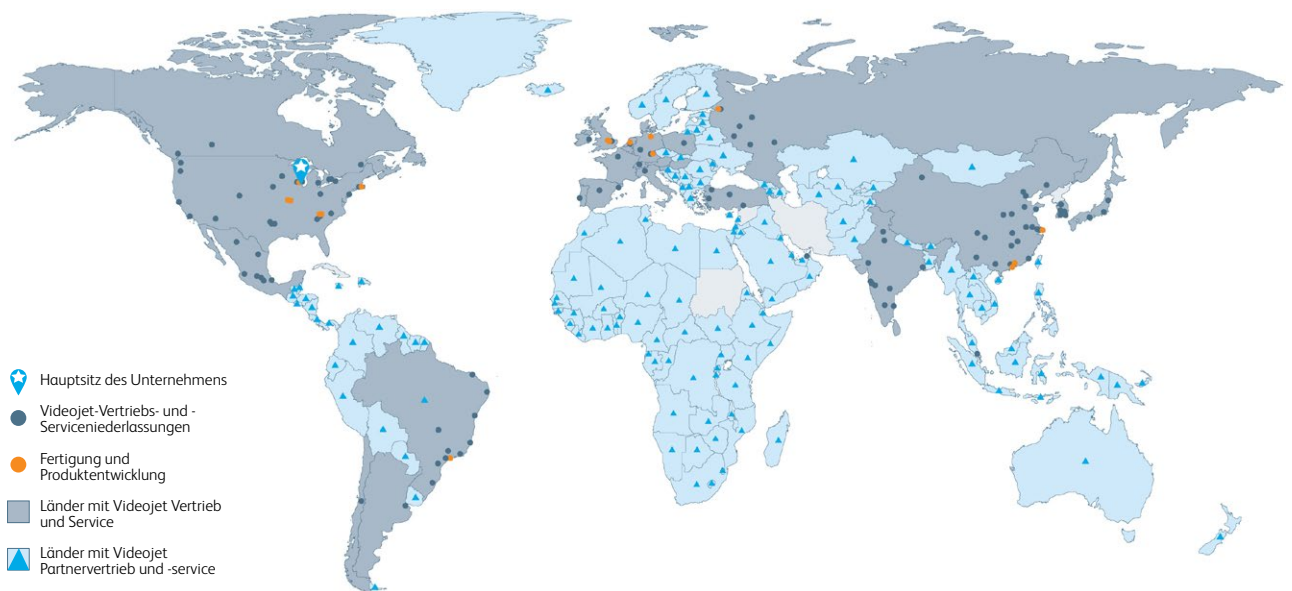 Hauptsitz des Unternehmens
Videojet-Vertriebs- und -
Serviceniederlassungen
Fertigung und
Produktentwicklung
Länder mit Videojet Vertrieb
und Service
Länder mit Videojet
Partnervertrieb und -service